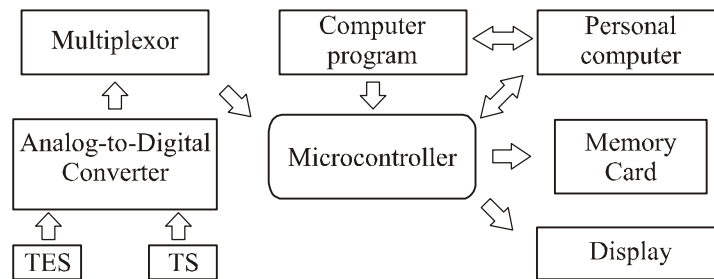 Multiplexor
Computer
program
Personal
computer
Analog-to-Digital
Converter
Microcontroller
Memory
Card
TES
TS
Display